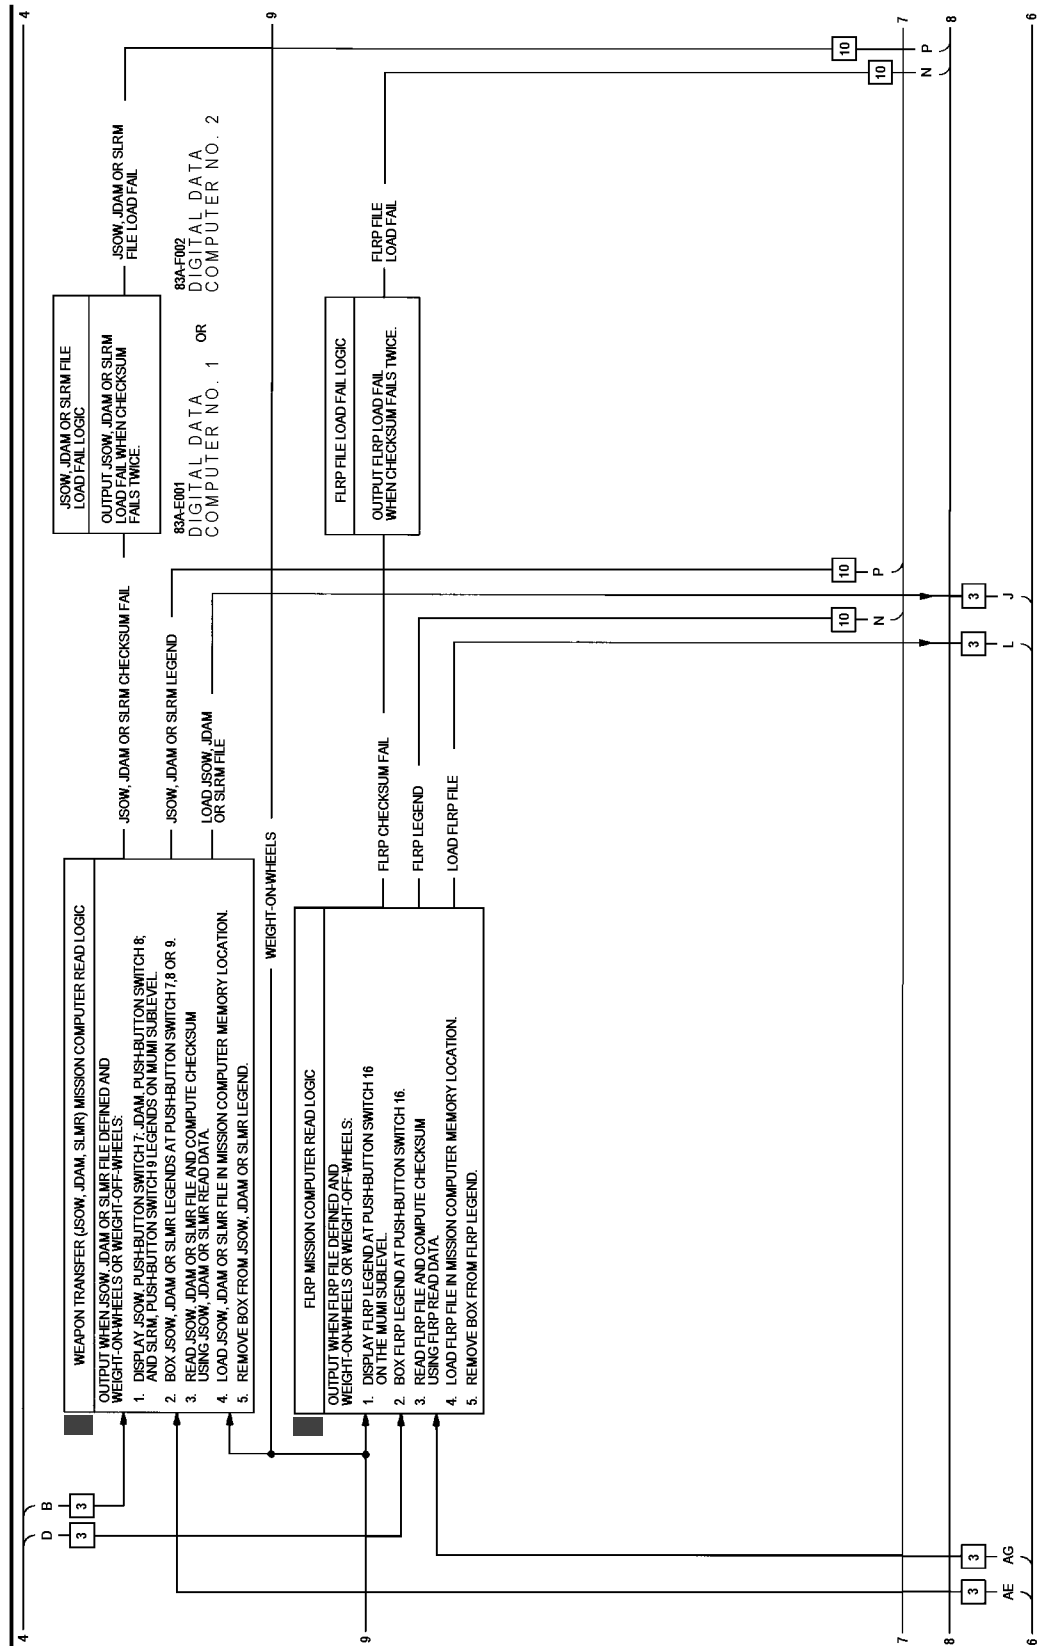 4
4
9
9
7
7
8
8
6
6
B
3
D
3
WEAPON TRANSFER (JSOW, JDAM, SLMR) MISSION COMPUTER READ LOGIC
OUTPUT WHEN JSOW, JDAM OR SLMR FILE DEFINED AND
WEIGHT-ON-WHEELS OR WEIGHT-OFF-WHEELS:
1. DISPLAY JSOW, PUSH-BUTTON SWITCH 7; JDAM, PUSH-BUTTON SWITCH 8;
AND SLRM, PUSH-BUTTON SWITCH 9 LEGENDS ON MUMI SUBLEVEL.
2. BOX JSOW, JDAM OR SLMR LEGENDS AT PUSH-BUTTON SWITCH 7,8 OR 9.
3. READ JSOW, JDAM OR SLMR FILE AND COMPUTE CHECKSUM
USING JSOW, JDAM OR SLMR READ DATA.
4. LOAD JSOW, JDAM OR SLMR FILE IN MISSION COMPUTER MEMORY LOCATION.
5. REMOVE BOX FROM JSOW, JDAM OR SLMR LEGEND.
JSOW, JDAM OR SLRM CHECKSUM FAIL
JSOW, JDAM OR SLRM LEGEND
LOAD JSOW, JDAM
OR SLRM FILE
JSOW, JDAM OR SLRM FILE
LOAD FAIL LOGIC
OUTPUT JSOW, JDAM OR SLRM
LOAD FAIL WHEN CHECKSUM
FAILS TWICE.
JSOW, JDAM OR SLRM
FILE LOAD FAIL
83A-E001
DIGITAL DATA
COMPUTER NO. 1
OR
83A-F002
DIGITAL DATA
COMPUTER NO. 2
WEIGHT-ON-WHEELS
FLRP MISSION COMPUTER READ LOGIC
OUTPUT WHEN FLRP FILE DEFINED AND
WEIGHT-ON-WHEELS OR WEIGHT-OFF-WHEELS:
1. DISPLAY FLRP LEGEND AT PUSH-BUTTON SWITCH 16
ON THE MUMI SUBLEVEL.
2. BOX FLRP LEGEND AT PUSH-BUTTON SWITCH 16.
3. READ FLRP FILE AND COMPUTE CHECKSUM
USING FLRP READ DATA.
4. LOAD FLRP FILE IN MISSION COMPUTER MEMORY LOCATION.
5. REMOVE BOX FROM FLRP LEGEND.
FLRP CHECKSUM FAIL
FLRP LEGEND
LOAD FLRP FILE
FLRP FILE LOAD FAIL LOGIC
OUTPUT FLRP LOAD FAIL
WHEN CHECKSUM FAILS TWICE.
FLRP FILE
LOAD FAIL
10
P
10
N
10
P
10
N
3
J
3
L
3
AG
3
AE